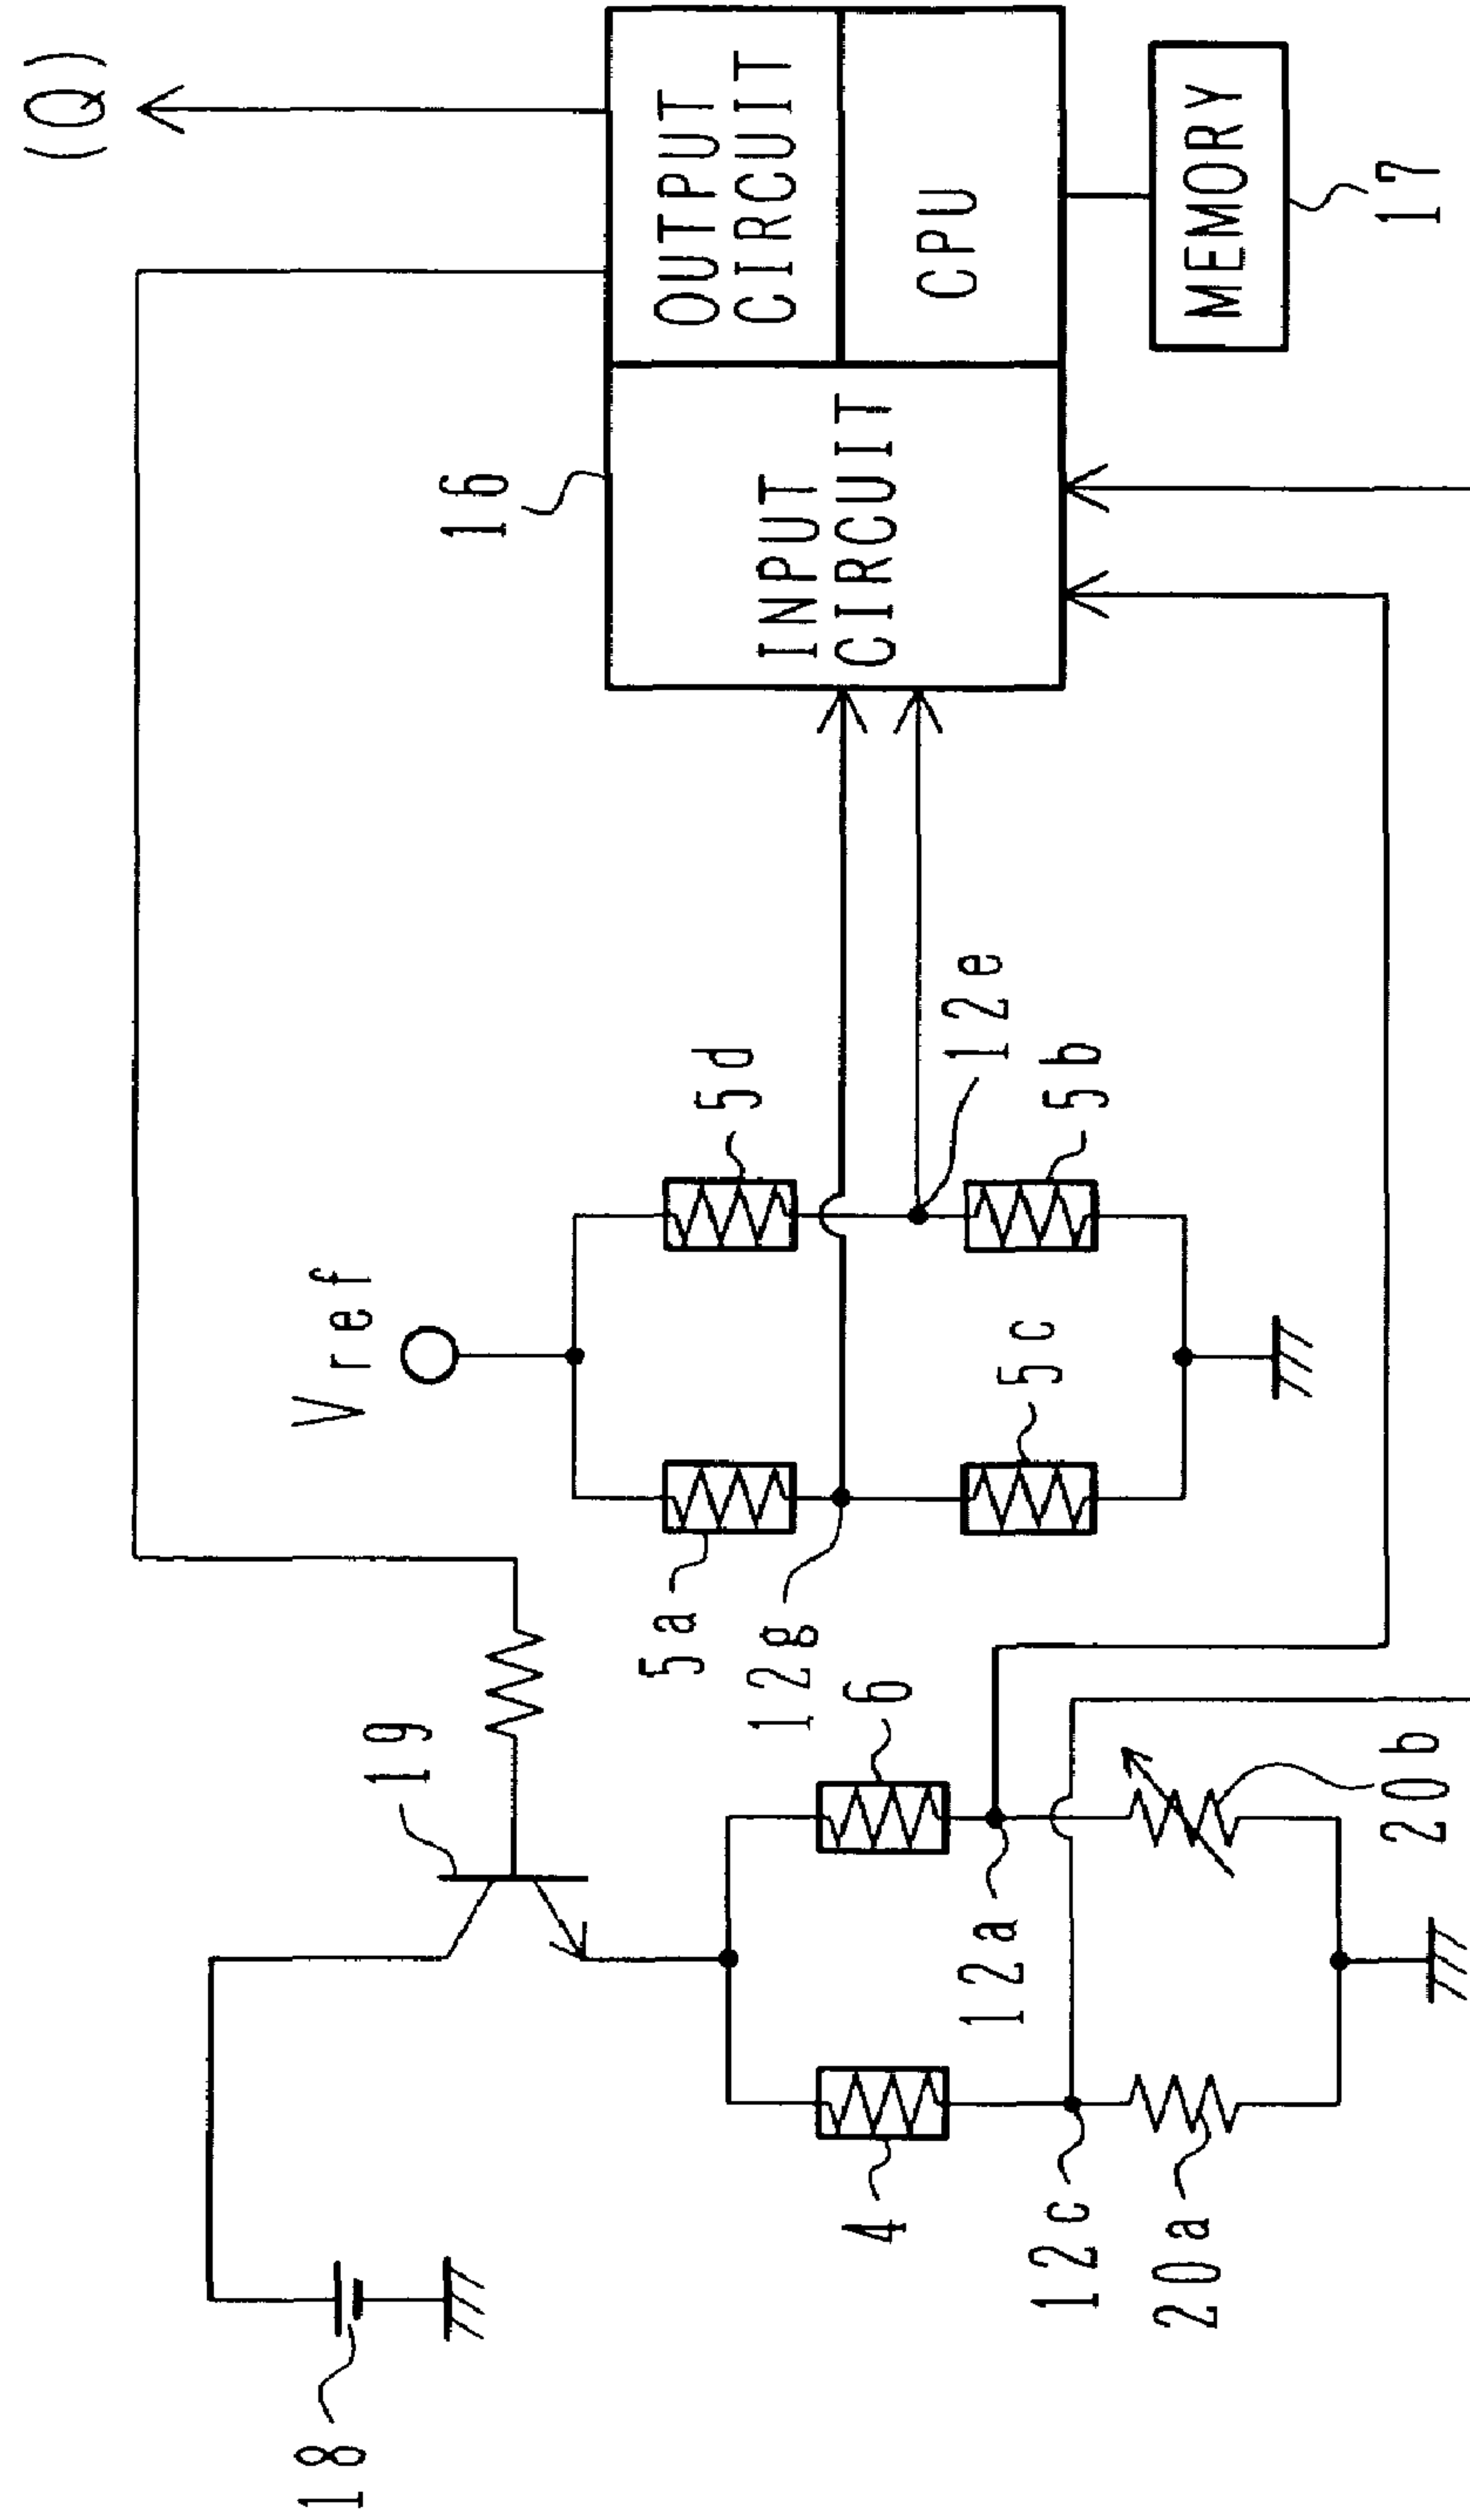 (Q)
OUTPUT
CIRCUIT
CPU
MEMORY
17
16
INPUT
CIRCUIT
Vref
5d
12e
5b
5c
5a
12g
19
6
12a
20b
4
12c
20a
18